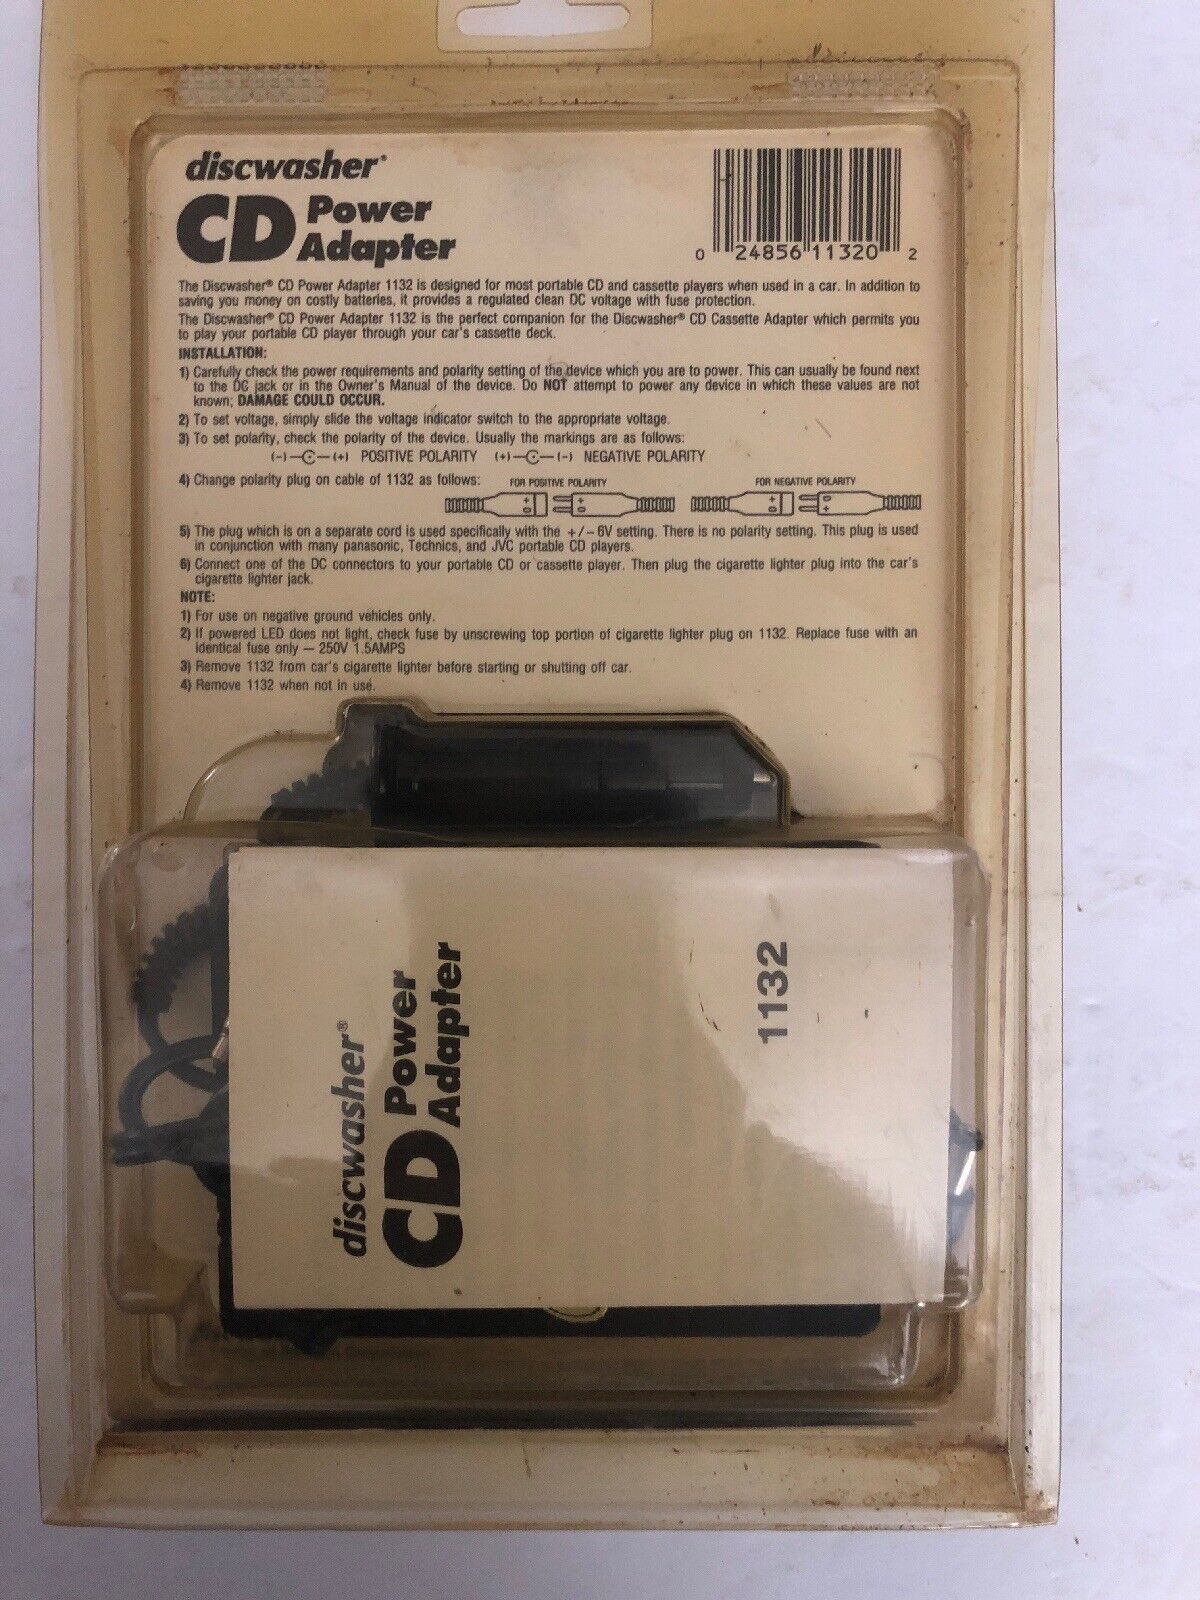 discwasher®
CD Power
Adapter
0 24856 11320 2
The Discwasher® CD Power Adapter 1132 is designed for most portable CD and cassette players when used in a car. In addition to
saving you money on costly batteries, it provides a regulated clean DC voltage with fuse protection.
The Discwasher® CD Power Adapter 1132 is the perfect companion for the Discwasher® CD Cassette Adapter which permits you
to play your portable CD player through your car's cassette deck.
INSTALLATION:
1) Carefully check the power requirements and polarity setting of the device which you are to power. This can usually be found next
to the DC jack or in the Owner's Manual of the device. Do NOT attempt to power any device in which these values are not
known; DAMAGE COULD OCCUR.
2) To set voltage, simply slide the voltage indicator switch to the appropriate voltage.
3) To set polarity, check the polarity of the device. Usually the markings are as follows:
(-) (+) POSITIVE POLARITY (+) (-) NEGATIVE POLARITY
4) Change polarity plug on cable of 1132 as follows: FOR POSITIVE POLARITY FOR NEGATIVE POLARITY
5) The plug which is on a separate cord is used specifically with the +/-6V setting. There is no polarity setting. This plug is used
in conjunction with many panasonic, Technics, and JVC portable CD players.
6) Connect one of the DC connectors to your portable CD or cassette player. Then plug the cigarette lighter plug into the car's
cigarette lighter jack.
NOTE:
1) For use on negative ground vehicles only.
2) If powered LED does not light, check fuse by unscrewing top portion of cigarette lighter plug on 1132. Replace fuse with an
identical fuse only — 250V 1.5AMPS
3) Remove 1132 from car's cigarette lighter before starting or shutting off car.
4) Remove 1132 when not in use.
discwasher®
CD Power
Adapter
1132
Corporation